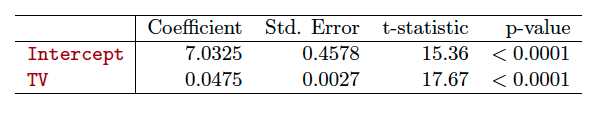 Coefficient Std. Error t-statistic p-value
Intercept 7.0325 0.4578 15.36 < 0.0001
TV 0.0475 0.0027 17.67 < 0.0001